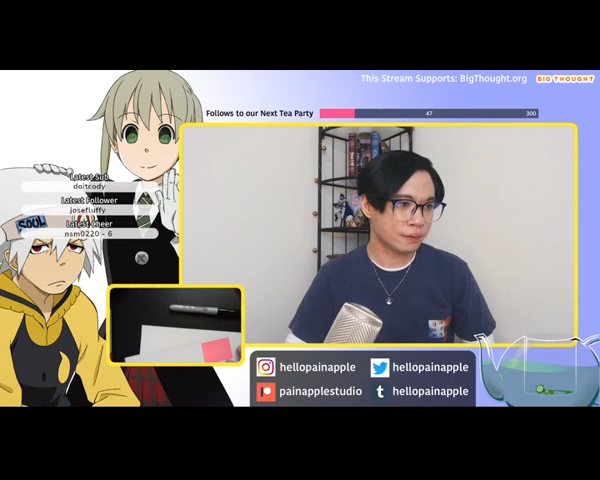 This Stream Supports: BigThought.org
BIG THOUGHT
Follows to our Next Tea Party
47
300
Latest Sub
doitcody
Latest Follower
josefluffy
Latest Cheer
nsm0220 - 6
SOUL
hellopainapple
hellopainapple
painapplestudio
hellopainapple